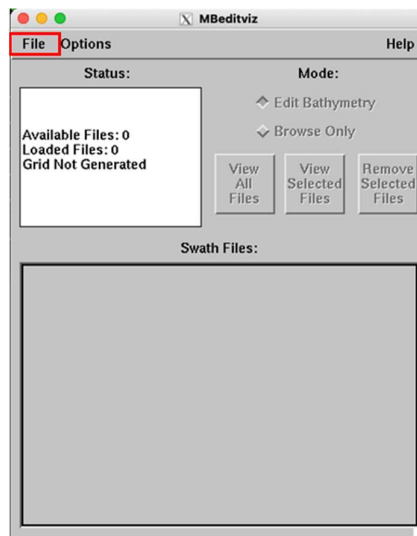 MBeditviz
File Options Help
Status: Mode:
Available Files: 0
Loaded Files: 0
Grid Not Generated
Edit Bathymetry
Browse Only
View
All
Files
View
Selected
Files
Remove
Selected
Files
Swath Files: